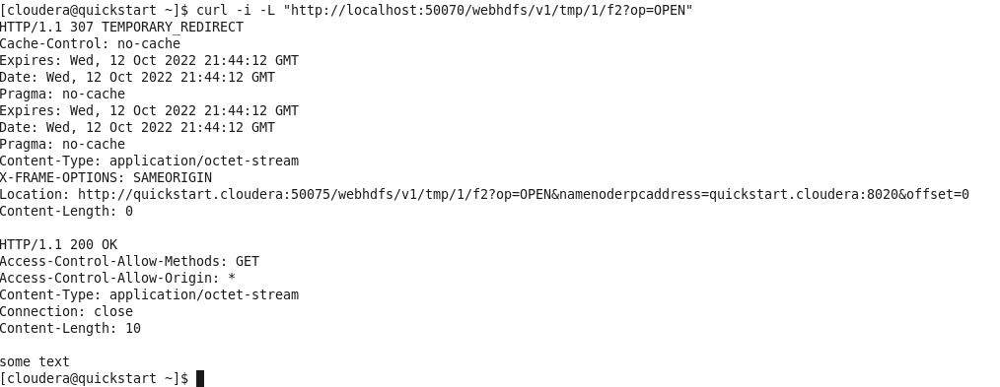 [cloudera@quickstart ~]$ curl -i -L "http://localhost:50070/webhdfs/v1/tmp/1/f2?op=OPEN"
HTTP/1.1 307 TEMPORARY_REDIRECT
Cache-Control: no-cache
Expires: Wed, 12 Oct 2022 21:44:12 GMT
Date: Wed, 12 Oct 2022 21:44:12 GMT
Pragma: no-cache
Expires: Wed, 12 Oct 2022 21:44:12 GMT
Date: Wed, 12 Oct 2022 21:44:12 GMT
Pragma: no-cache
Content-Type: application/octet-stream
X-FRAME-OPTIONS: SAMEORIGIN
Location: http://quickstart.cloudera:50075/webhdfs/v1/tmp/1/f2?op=OPEN&namenoderpcaddress=quickstart.cloudera:8020&offset=0
Content-Length: 0

HTTP/1.1 200 OK
Access-Control-Allow-Methods: GET
Access-Control-Allow-Origin: *
Content-Type: application/octet-stream
Connection: close
Content-Length: 10

some text
[cloudera@quickstart ~]$